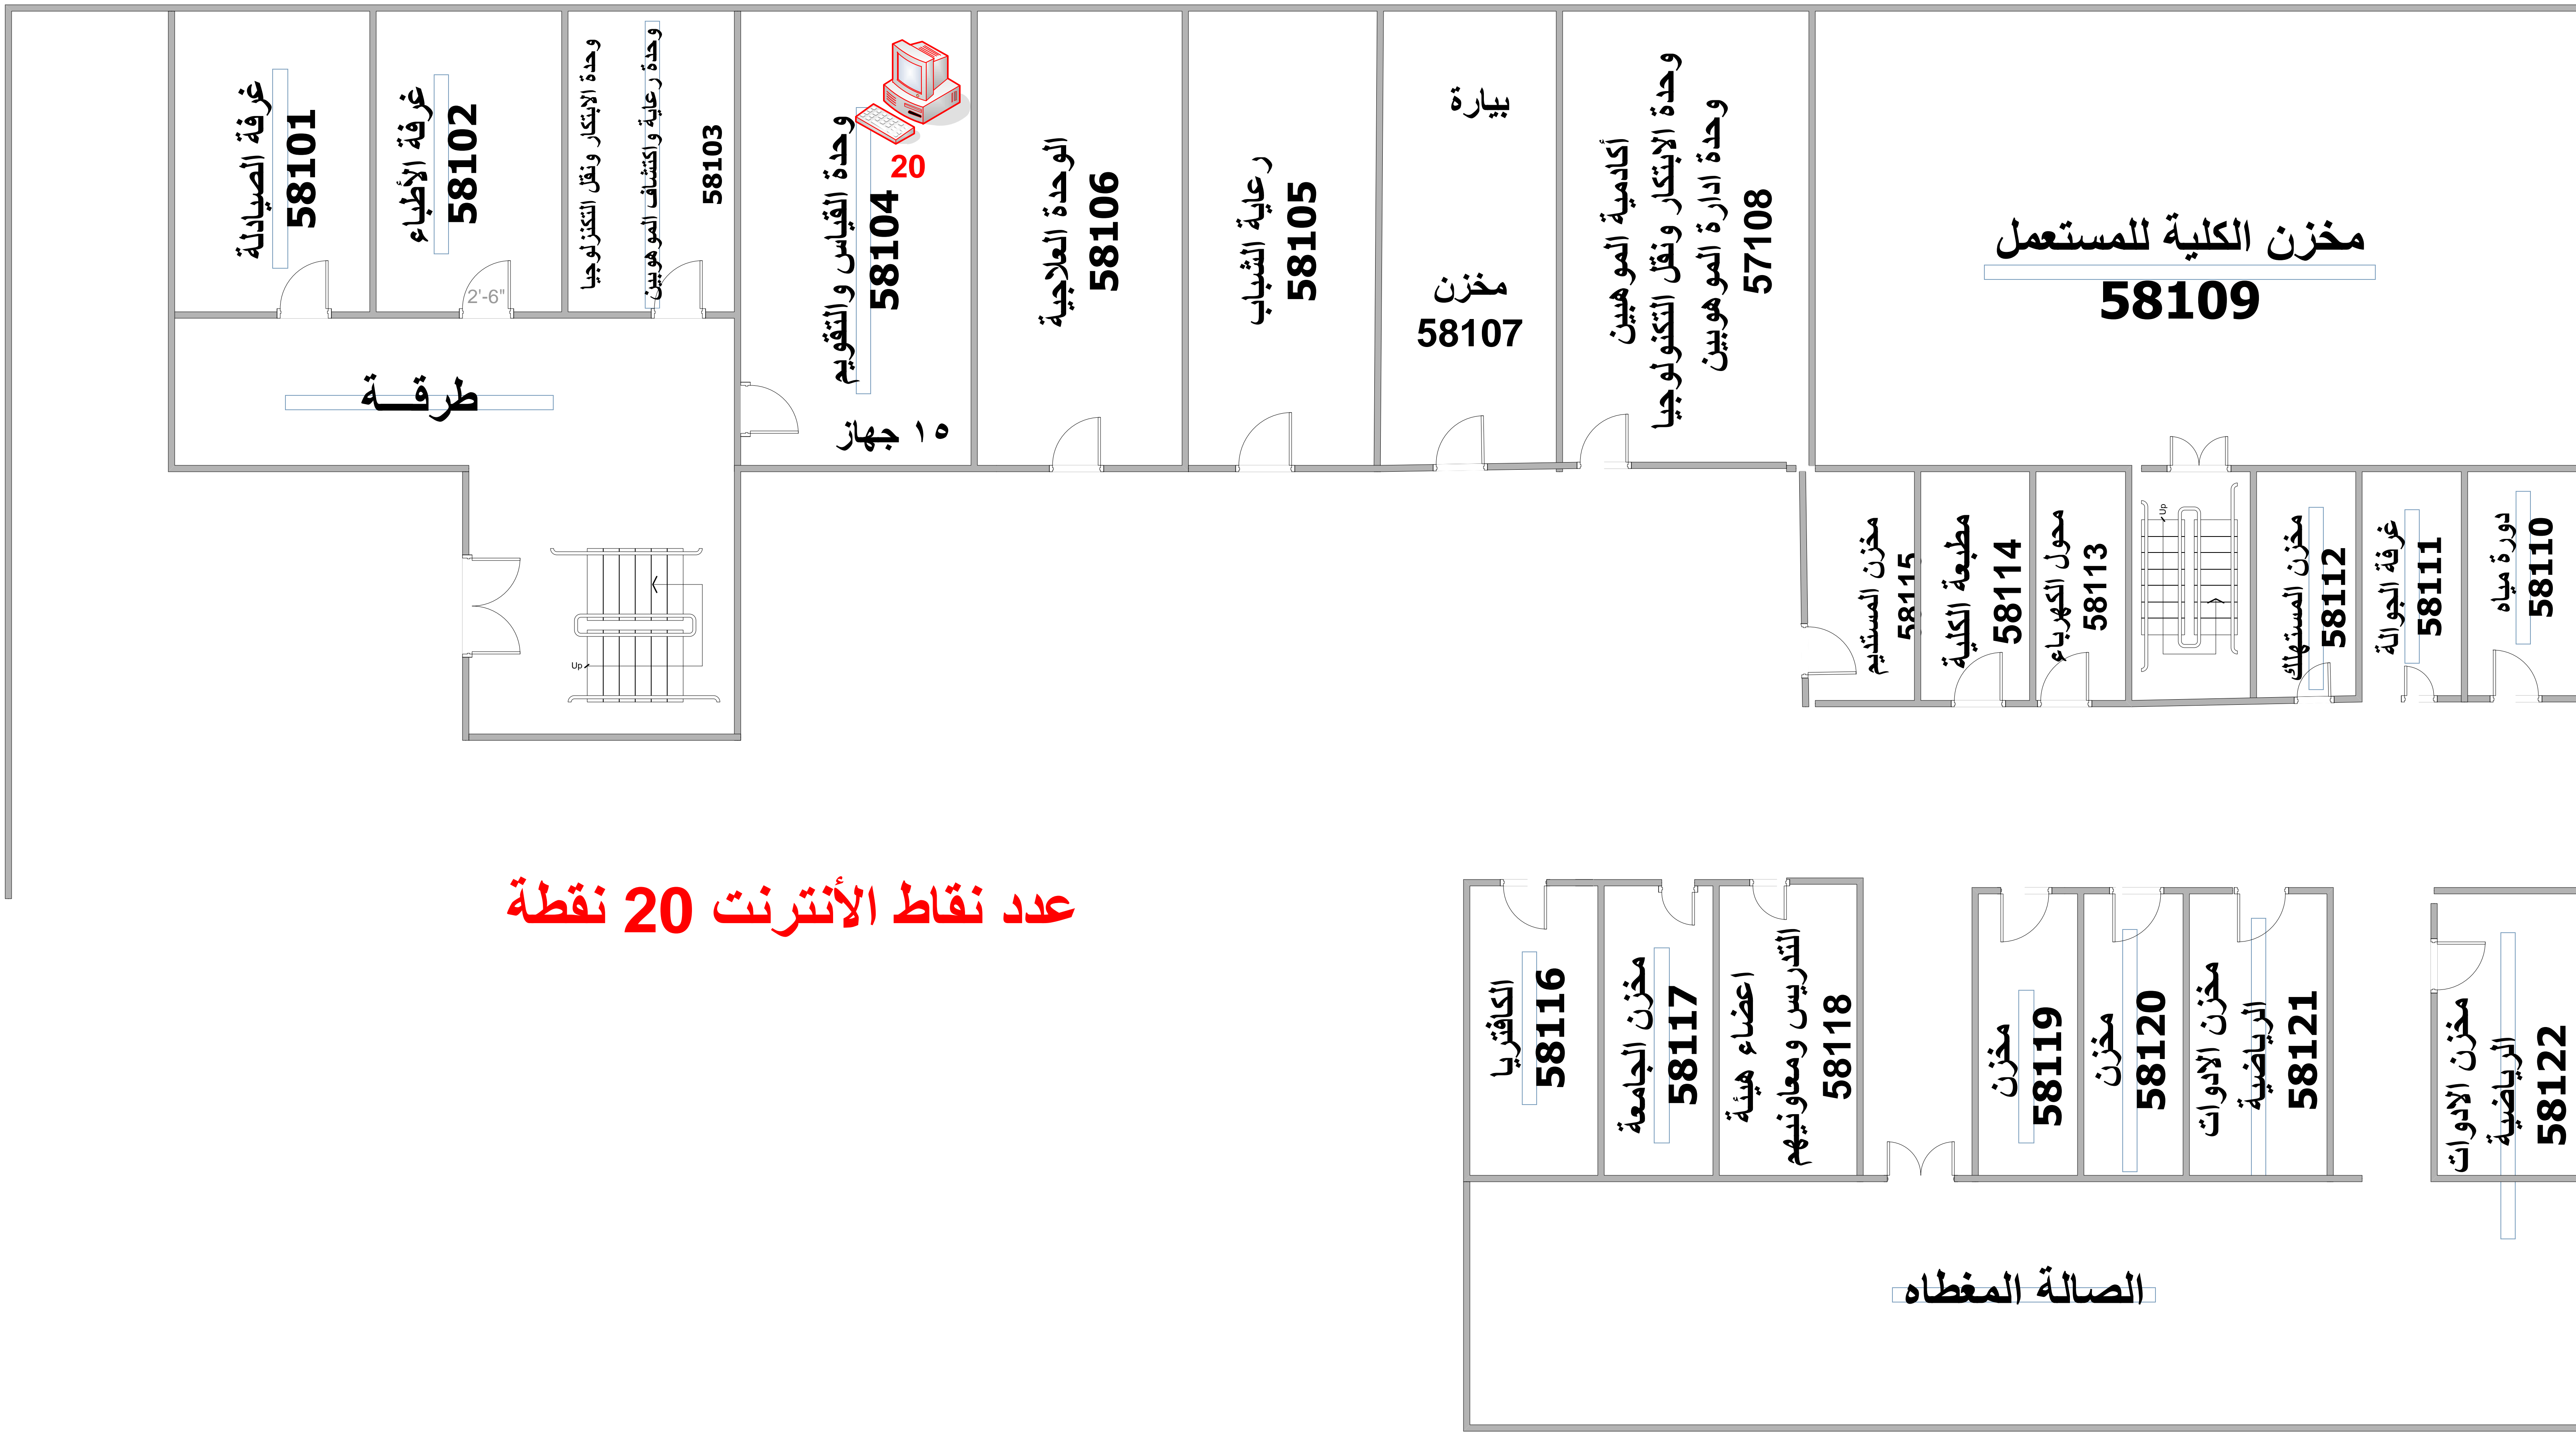 غرفة الصيادلة
58101
غرفة الأطباء
58102
2'-6"
وحدة الابتكار ونقل التكنزلوجيا
وحدة رعاية واكتشاف الموهوبين
58103
وحدة القياس والتقويم
58104
20
١٥ جهاز
الوحدة العلاجية
58106
رعاية الشباب
58105
بيارة
مخزن
58107
أكادمية الموهبين
وحدة الابتكار ونقل التكنولوجيا
وحدة ادارة الموهوبين
57108
مخزن الكلية للمستعمل
58109
طرقـــة
Up
مخزن المستديم
58115
مطبعة الكلية
58114
محول الكهرباء
58113
Up
مخزن المستهلك
58112
غرفة الجوالة
58111
دورة مياه
58110
عدد نقاط الأنترنت 20 نقطة
الكافتريا
58116
مخزن الجامعة
58117
اعضاء هيئة
التدريس ومعاونيهم
58118
مخزن
58119
مخزن
58120
مخزن الادوات
الرياضية
58121
مخزن الادوات
الرياضية
58122
الصالة المغطاه